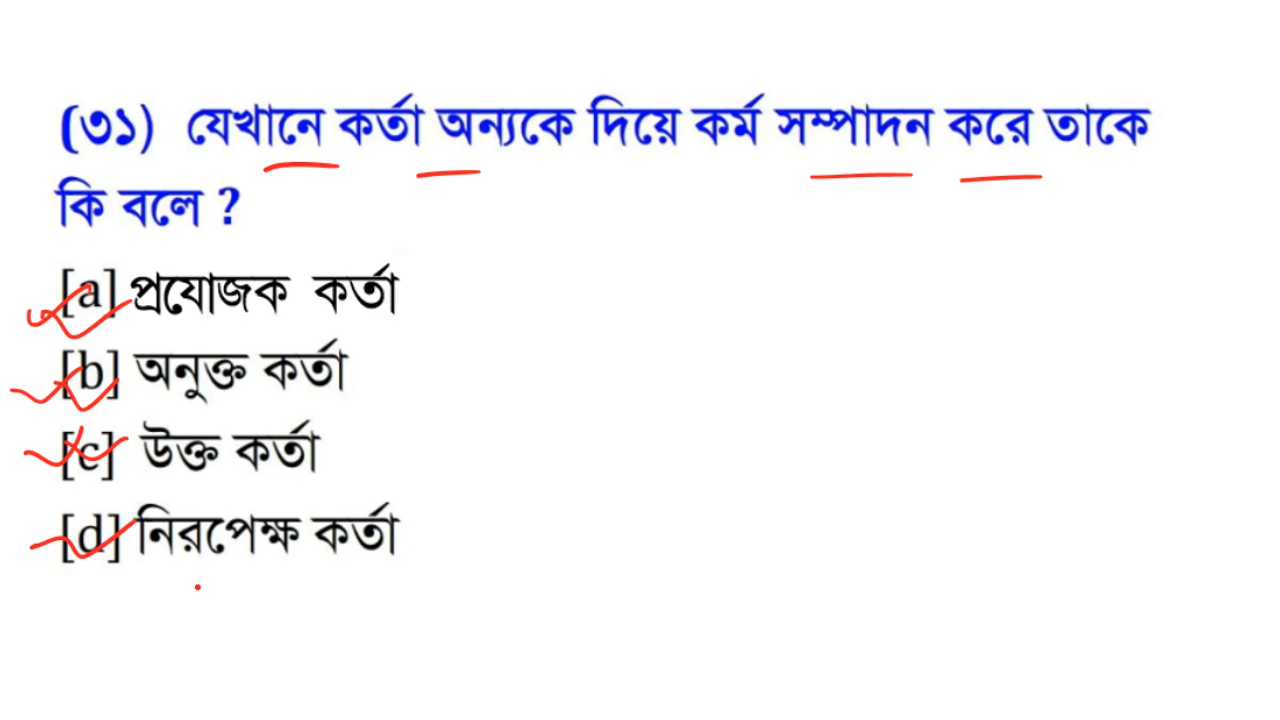 (৩১) যেখানে কর্তা অন্যকে দিয়ে কর্ম সম্পাদন করে তাকে
কি বলে ?
[a] প্রযোজক কর্তা
[b] অনুক্ত কর্তা
[c] উক্ত কর্তা
[d] নিরপেক্ষ কর্তা